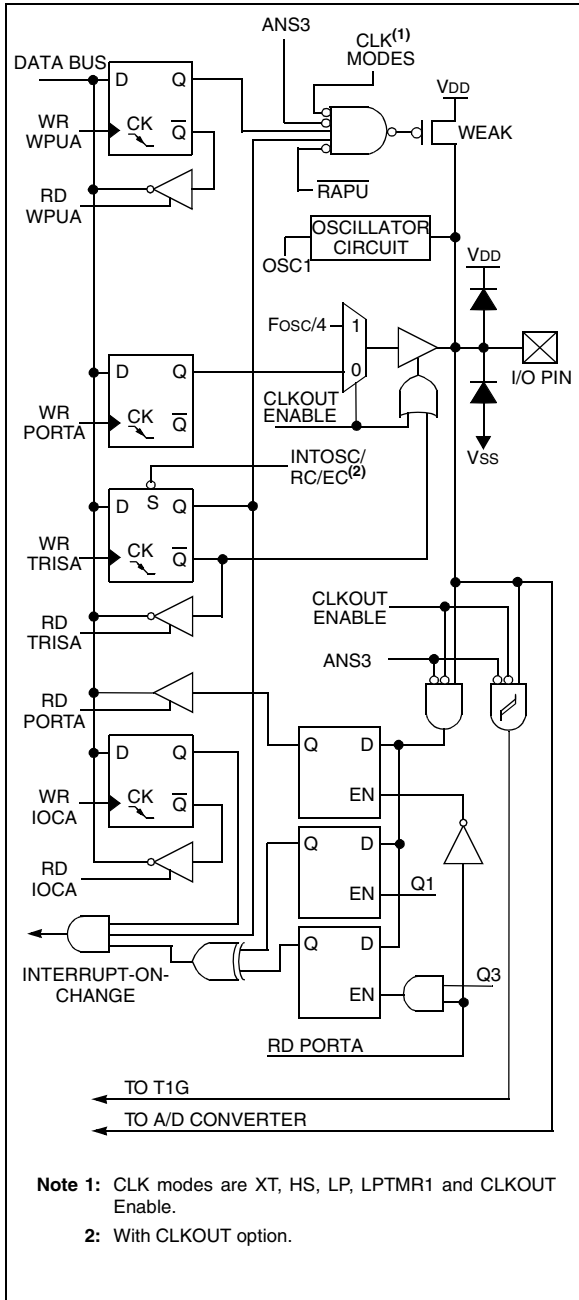 ANS3
CLK(1)
MODES
DATA BUS
D Q
VDD
WR
WPUA
CK Q
WEAK
RD
WPUA
RAPU
OSCILLATOR
CIRCUIT
OSC1
VDD
FOSC/4
1
D Q
0
I/O PIN
WR
PORTA
CK Q
CLKOUT
ENABLE
VSS
INTOSC/
RC/EC(2)
D S Q
WR
TRISA
CK Q
CLKOUT
ENABLE
RD
TRISA
ANS3
RD
PORTA
Q D
D Q
EN
WR
IOCA
CK Q
Q D
RD
IOCA
EN Q1
Q D
INTERRUPT-ON-
CHANGE
Q3
EN
RD PORTA
TO T1G
TO A/D CONVERTER
Note 1: CLK modes are XT, HS, LP, LPTMR1 and CLKOUT
Enable.
2: With CLKOUT option.